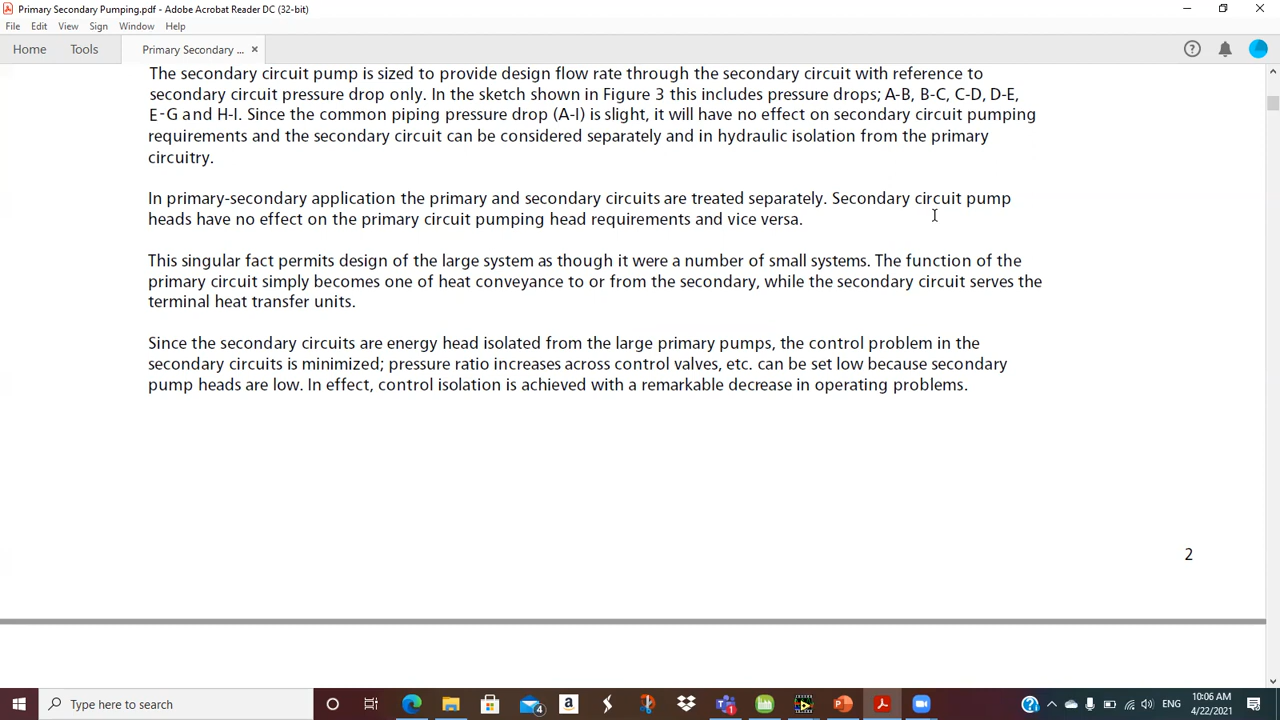 Primary Secondary Pumping.pdf - Adobe Acrobat Reader DC (32-bit)
File Edit View Sign Window Help
Home Tools Primary Secondary ... ×
The secondary circuit pump is sized to provide design flow rate through the secondary circuit with reference to
secondary circuit pressure drop only. In the sketch shown in Figure 3 this includes pressure drops; A-B, B-C, C-D, D-E,
E-G and H-I. Since the common piping pressure drop (A-I) is slight, it will have no effect on secondary circuit pumping
requirements and the secondary circuit can be considered separately and in hydraulic isolation from the primary
circuitry.
In primary-secondary application the primary and secondary circuits are treated separately. Secondary circuit pump
heads have no effect on the primary circuit pumping head requirements and vice versa.
This singular fact permits design of the large system as though it were a number of small systems. The function of the
primary circuit simply becomes one of heat conveyance to or from the secondary, while the secondary circuit serves the
terminal heat transfer units.
Since the secondary circuits are energy head isolated from the large primary pumps, the control problem in the
secondary circuits is minimized; pressure ratio increases across control valves, etc. can be set low because secondary
pump heads are low. In effect, control isolation is achieved with a remarkable decrease in operating problems.
2
Type here to search
4
1
ENG
10:06 AM
4/22/2021